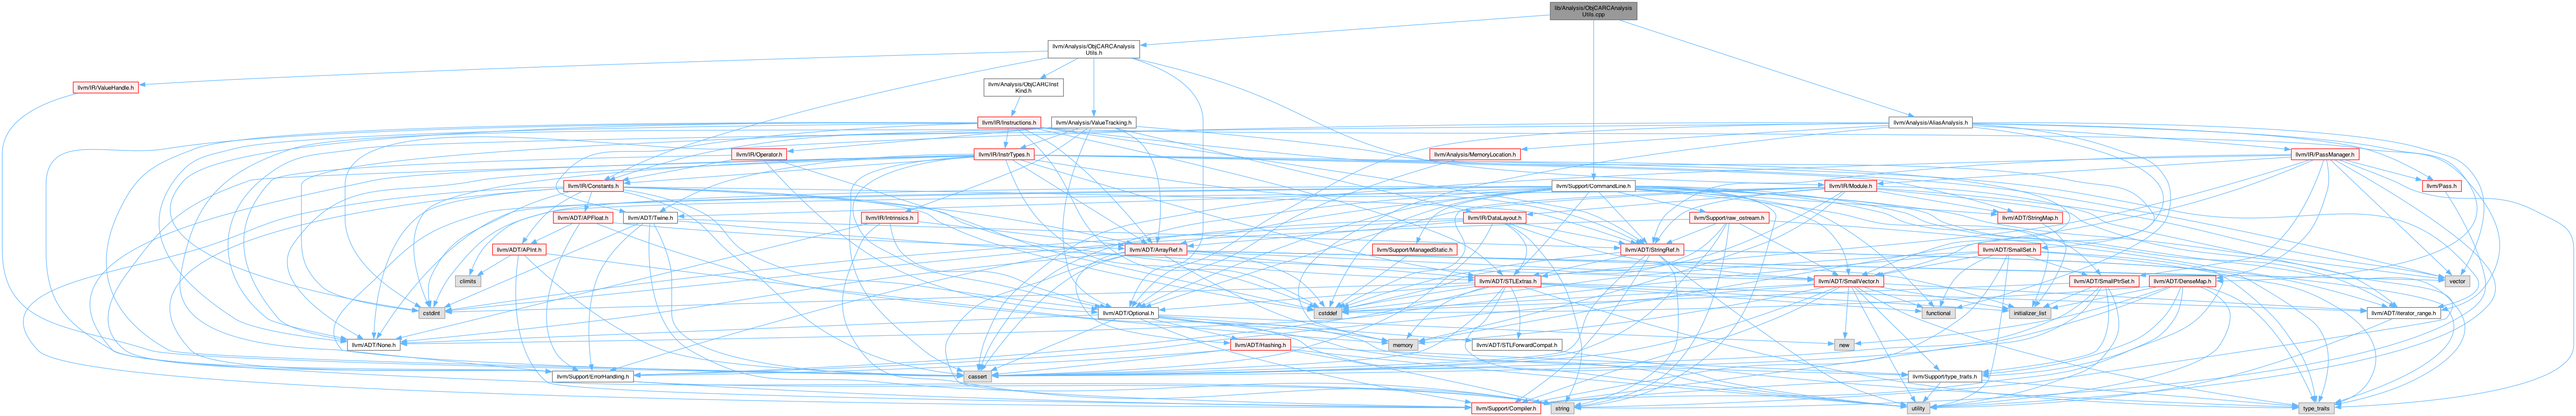 lib/Analysis/ObjCARCAnalysis
Utils.cpp
llvm/Analysis/ObjCARCAnalysis
Utils.h
llvm/IR/ValueHandle.h
llvm/Analysis/ObjCARCInst
Kind.h
llvm/IR/Instructions.h
llvm/Analysis/ValueTracking.h
llvm/Analysis/AliasAnalysis.h
llvm/IR/Operator.h
llvm/IR/InstrTypes.h
llvm/Analysis/MemoryLocation.h
llvm/IR/PassManager.h
llvm/IR/Constants.h
llvm/Support/CommandLine.h
llvm/IR/Module.h
llvm/Pass.h
llvm/ADT/APFloat.h
llvm/ADT/Twine.h
llvm/IR/Intrinsics.h
llvm/IR/DataLayout.h
llvm/Support/raw_ostream.h
llvm/ADT/StringMap.h
llvm/ADT/APInt.h
llvm/ADT/ArrayRef.h
llvm/Support/ManagedStatic.h
llvm/ADT/StringRef.h
llvm/ADT/SmallSet.h
climits
llvm/ADT/STLExtras.h
llvm/ADT/SmallVector.h
llvm/ADT/SmallPtrSet.h
llvm/ADT/DenseMap.h
vector
cstdint
llvm/ADT/Optional.h
cstddef
functional
initializer_list
llvm/ADT/iterator_range.h
llvm/ADT/None.h
llvm/ADT/Hashing.h
memory
llvm/ADT/STLForwardCompat.h
new
llvm/Support/ErrorHandling.h
cassert
llvm/Support/type_traits.h
llvm/Support/Compiler.h
string
utility
type_traits